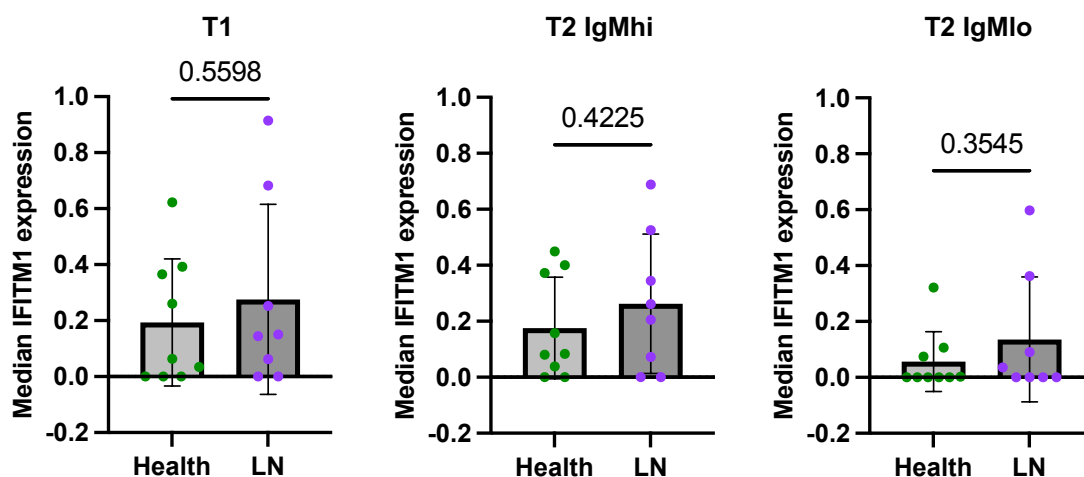 T1
0.5598
Median IFITM1 expression
1.0
0.8
0.6
0.4
0.2
0.0
-0.2
Health LN
T2 IgMhi
0.4225
Median IFITM1 expression
1.0
0.8
0.6
0.4
0.2
0.0
-0.2
Health LN
T2 IgMlo
0.3545
Median IFITM1 expression
1.0
0.8
0.6
0.4
0.2
0.0
-0.2
Health LN